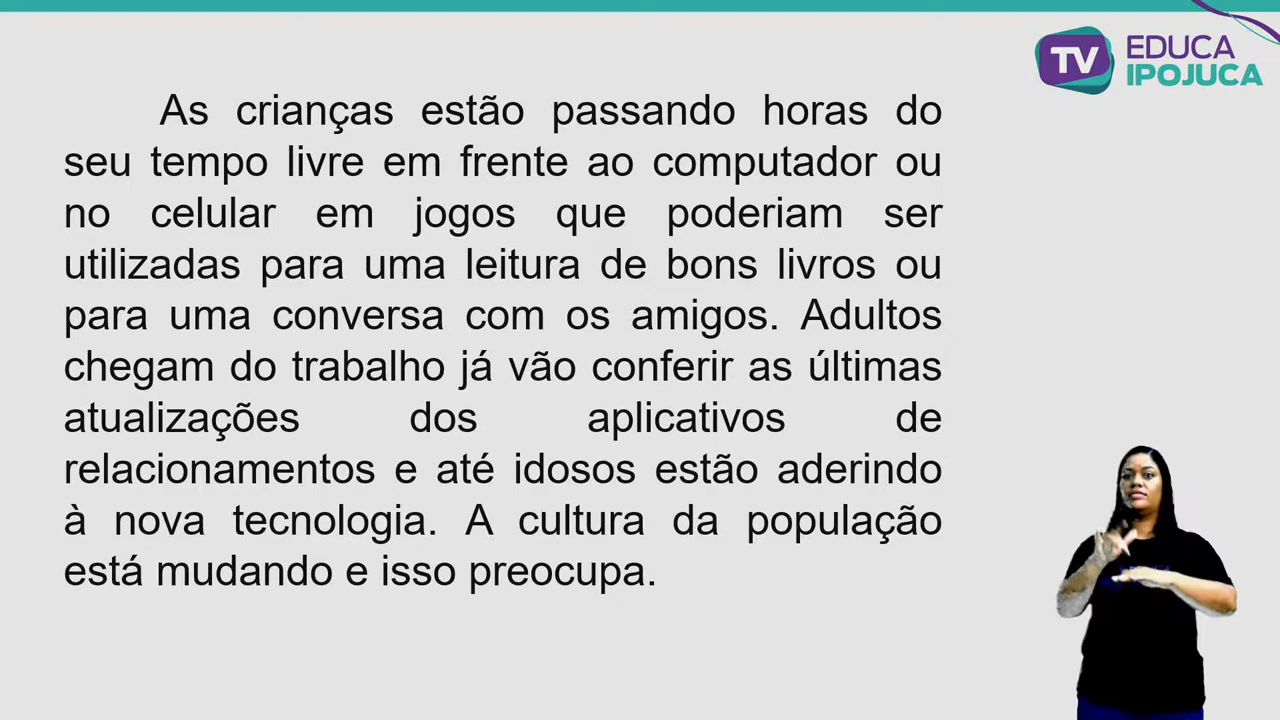 TV EDUCA
IPOJUCA
As crianças estão passando horas do
seu tempo livre em frente ao computador ou
no celular em jogos que poderiam ser
utilizadas para uma leitura de bons livros ou
para uma conversa com os amigos. Adultos
chegam do trabalho já vão conferir as últimas
atualizações dos aplicativos de
relacionamentos e até idosos estão aderindo
à nova tecnologia. A cultura da população
está mudando e isso preocupa.